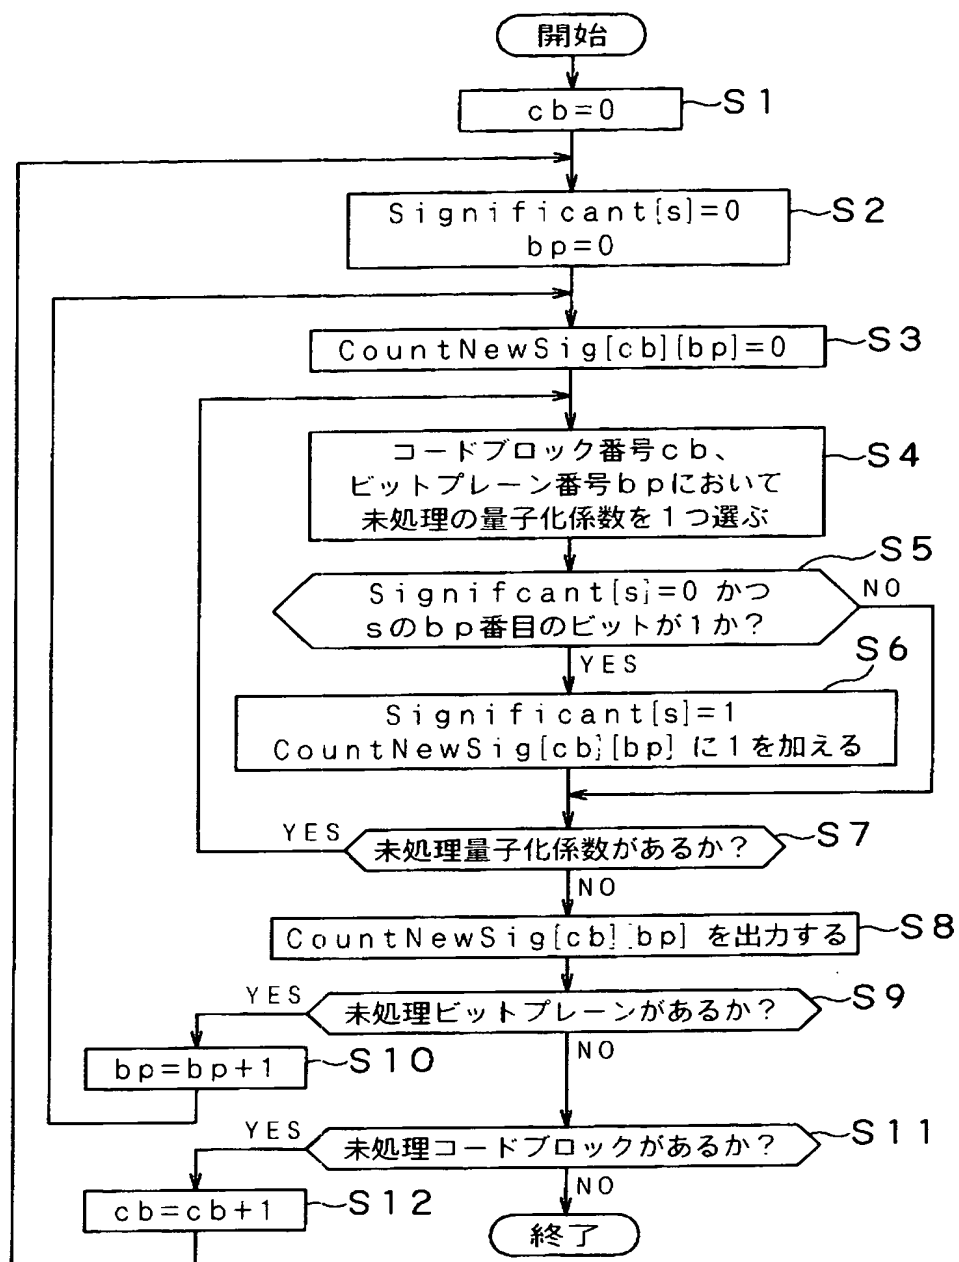 開始
cb=0
S1
Significant[s]=0
bp=0
S2
CountNewSig[cb][bp]=0
S3
コードブロック番号cb、
ビットプレーン番号bpにおいて
未処理の量子化係数を1つ選ぶ
S4
S5
Signifcant[s]=0 かつ
sのbp番目のビットが1か?
NO
YES
S6
Significant[s]=1
CountNewSig[cb][bp] に1を加える
YES
未処理量子化係数があるか?
S7
NO
CountNewSig[cb][bp] を出力する
S8
YES
未処理ビットプレーンがあるか?
S9
NO
bp=bp+1
S10
YES
未処理コードブロックがあるか?
S11
NO
cb=cb+1
S12
終了